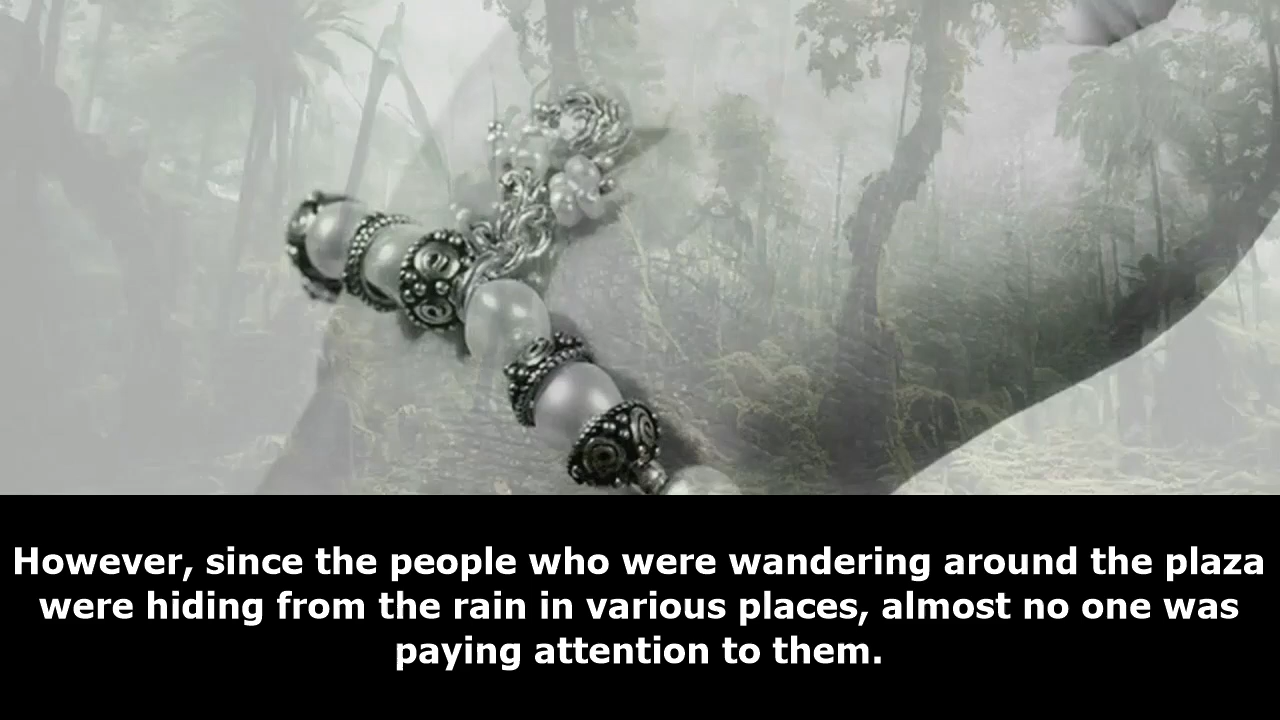 However, since the people who were wandering around the plaza
were hiding from the rain in various places, almost no one was
paying attention to them.